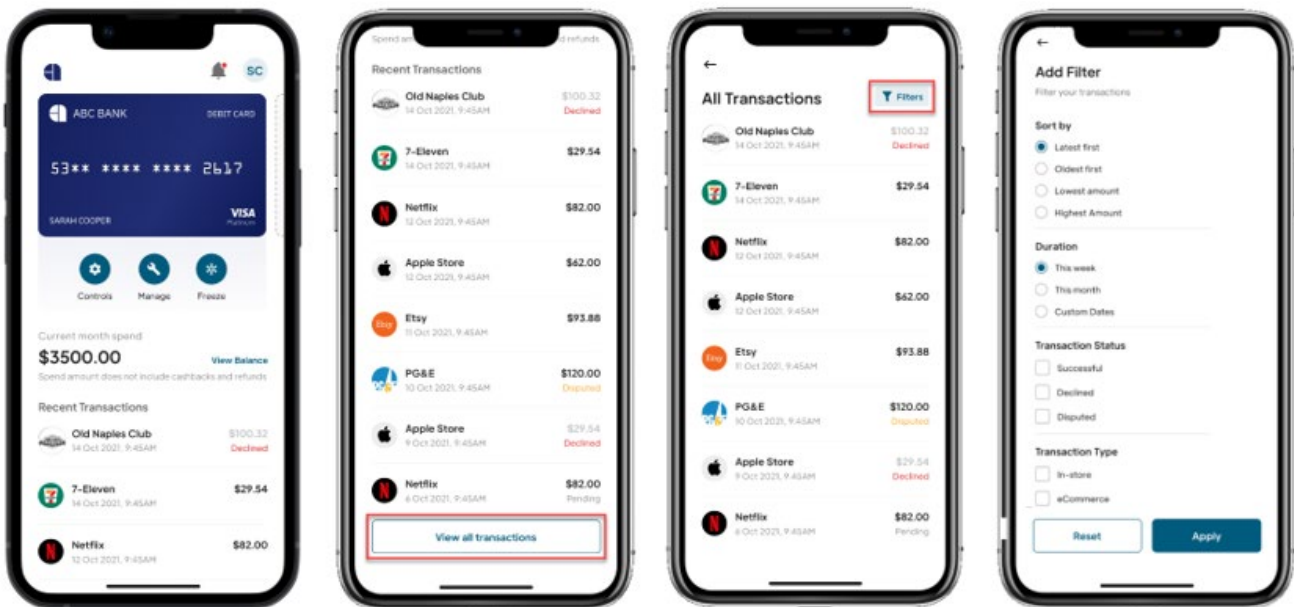 SC
ABC BANK
DEBIT CARD
53** **** **** 2617
SARAH COOPER
VISA
Platinum
Controls
Manage
Freeze
Current month spend
$3500.00
View Balance
Spend amount does not include cashbacks and refunds
Recent Transactions
Old Naples Club
$100.32
14 Oct 2021, 9:45AM
Declined
7-Eleven
$29.54
14 Oct 2021, 9:45AM
Netflix
$82.00
12 Oct 2021, 9:45AM
Spend am
d refunds
Recent Transactions
Old Naples Club
$100.32
14 Oct 2021, 9:45AM
Declined
7-Eleven
$29.54
14 Oct 2021, 9:45AM
Netflix
$82.00
12 Oct 2021, 9:45AM
Apple Store
$62.00
12 Oct 2021, 9:45AM
Etsy
Etsy
$93.88
11 Oct 2021, 9:45AM
PG&E
$120.00
10 Oct 2021, 9:45AM
Disputed
Apple Store
$29.54
9 Oct 2021, 9:45AM
Declined
Netflix
$82.00
6 Oct 2021, 9:45AM
Pending
View all transactions
All Transactions
Filters
Old Naples Club
$100.32
14 Oct 2021, 9:45AM
Declined
7-Eleven
$29.54
14 Oct 2021, 9:45AM
Netflix
$82.00
12 Oct 2021, 9:45AM
Apple Store
$62.00
12 Oct 2021, 9:45AM
Etsy
Etsy
$93.88
11 Oct 2021, 9:45AM
PG&E
$120.00
10 Oct 2021, 9:45AM
Disputed
Apple Store
$29.54
9 Oct 2021, 9:45AM
Declined
Netflix
$82.00
6 Oct 2021, 9:45AM
Pending
Add Filter
Filter your transactions
Sort by
Latest first
Oldest first
Lowest amount
Highest Amount
Duration
This week
This month
Custom Dates
Transaction Status
Successful
Declined
Disputed
Transaction Type
In-store
eCommerce
Reset
Apply